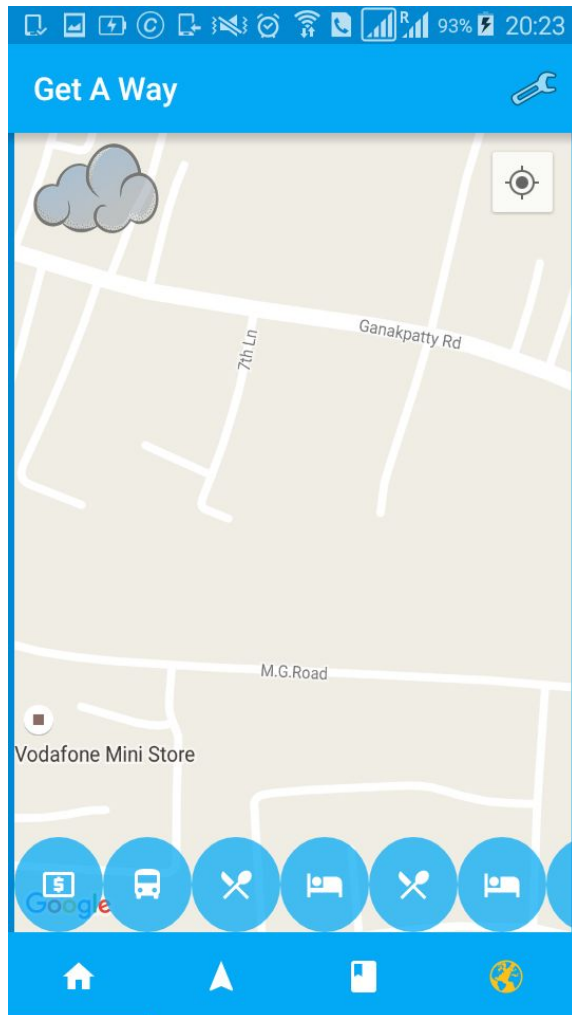 R
93% 20:23
Get A Way
Ganakpatty Rd
7th Ln
M.G.Road
Vodafone Mini Store
$
Google